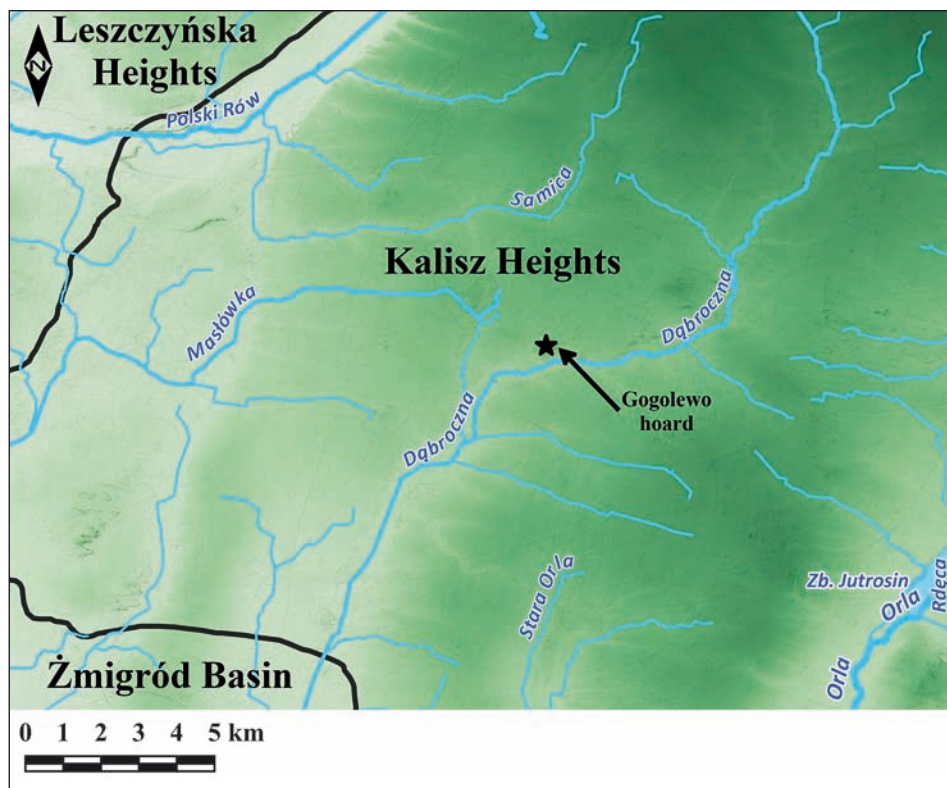 Leszczyńska
Heights
N
Polski Rów
Samica
Kalisz Heights
Masłówka
Dąbroczna
Gogolewo
hoard
Dąbroczna
Zb. Jutrosin
Orla
Rdęca
Stara Orla
Orla
Żmigród Basin
0 1 2 3 4 5 km